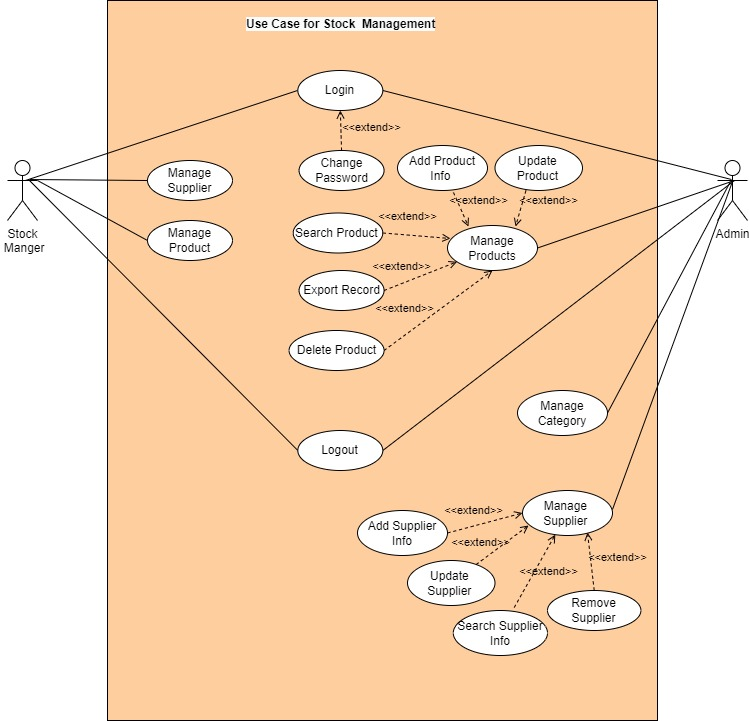 Use Case for Stock  Management
Login
<<extend>>
Change
Password
Add Product
Info
Update
Product
Manage
Supplier
<<extend>>
<<extend>>
Stock
Manger
Admin
Manage
Product
Search Product
<<extend>>
Manage
Products
Export Record
<<extend>>
<<extend>>
Delete Product
Manage
Category
Logout
Manage
Supplier
<<extend>>
Add Supplier
Info
<<extend>>
<<extend>>
<<extend>>
Update
Supplier
Remove
Supplier
Search Supplier
Info